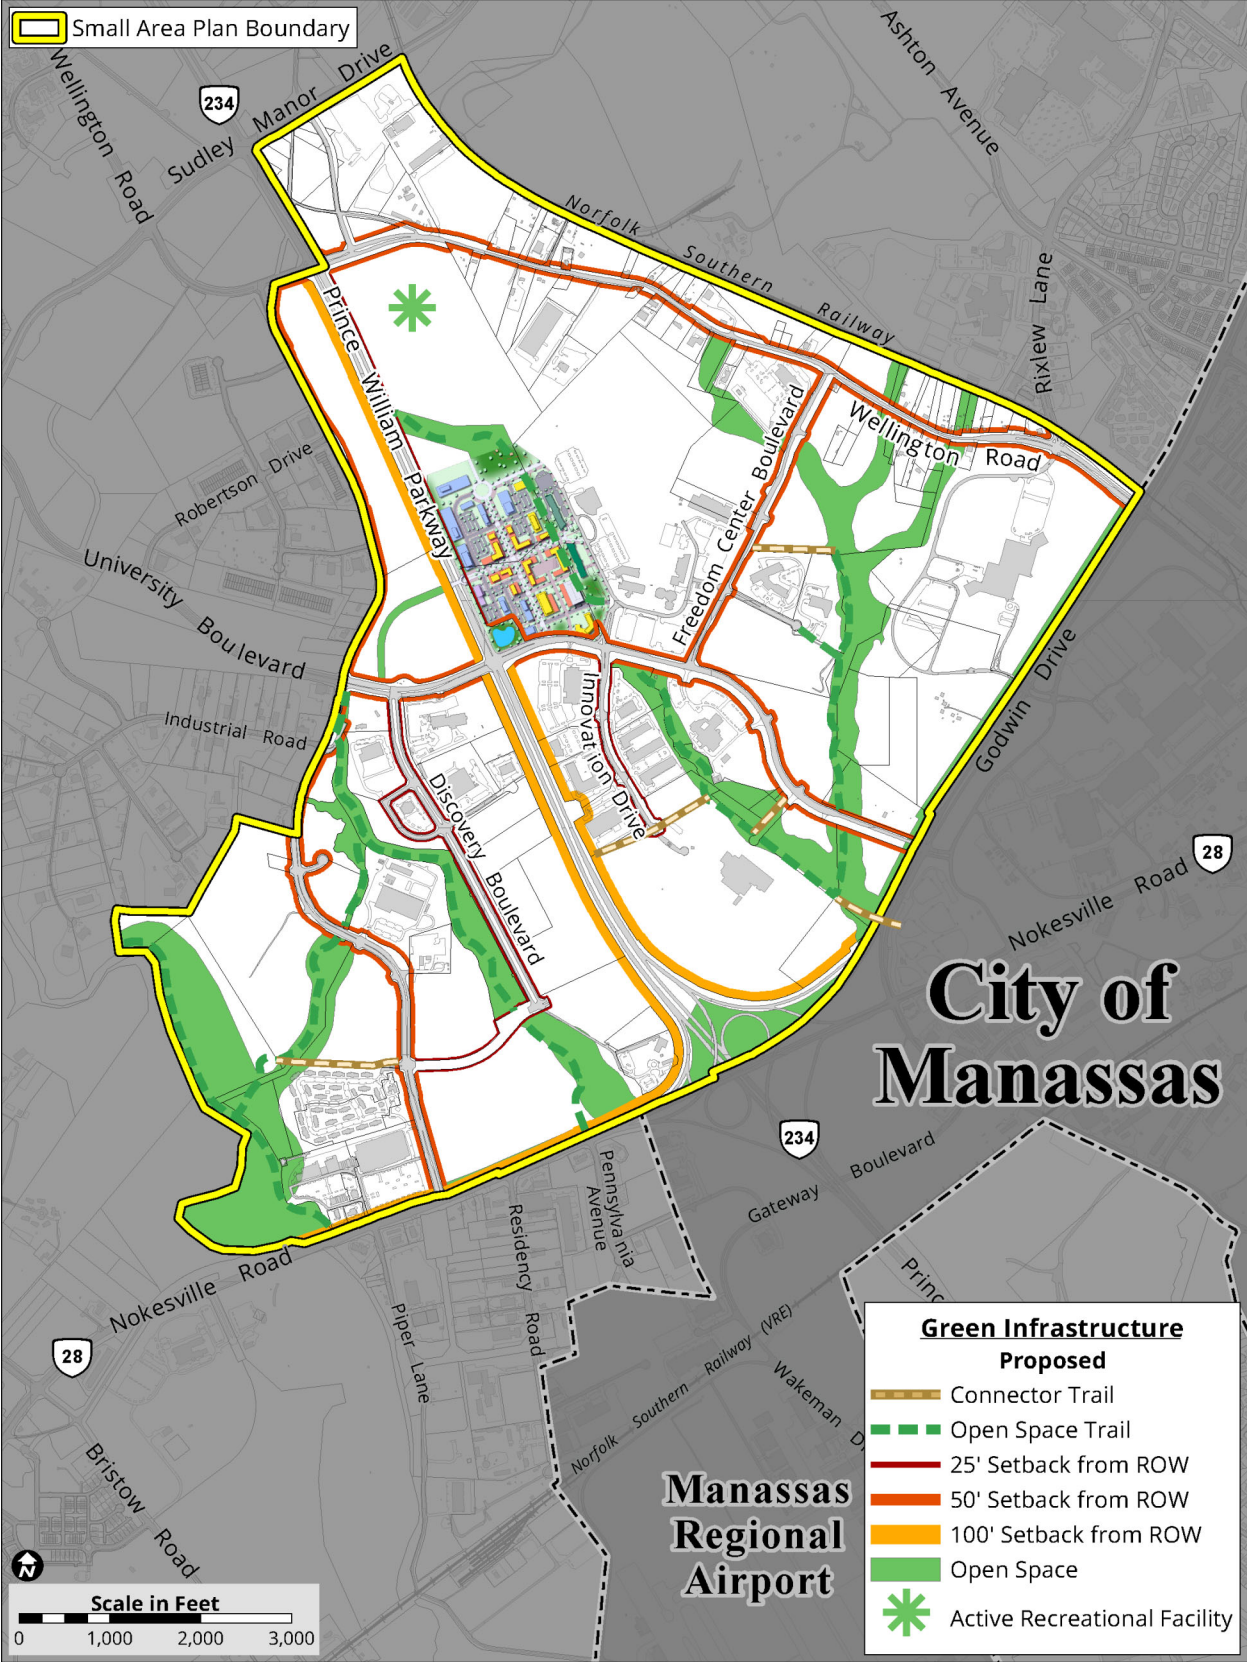 Small Area Plan Boundary
Wellington Road
234
Sudley Manor Drive
Ashton Avenue
Norfolk Southern Railway
Rixlew Lane
Prince William Parkway
Wellington Road
Freedom Center Boulevard
Robertson Drive
University Boulevard
Industrial Road
Innovation Drive
Discovery Boulevard
Godwin Drive
28
Nokesville Road
City of
Manassas
234
Gateway Boulevard
Pennsylvania
Avenue
Residency Road
Nokesville Road
28
Piper Lane
Princ
Norfolk Southern Railway (VRE)
Wakeman D
Bristow Road
Manassas
Regional
Airport
Green Infrastructure
Proposed
Connector Trail
Open Space Trail
25' Setback from ROW
50' Setback from ROW
100' Setback from ROW
Open Space
Active Recreational Facility
N
Scale in Feet
0 1,000 2,000 3,000